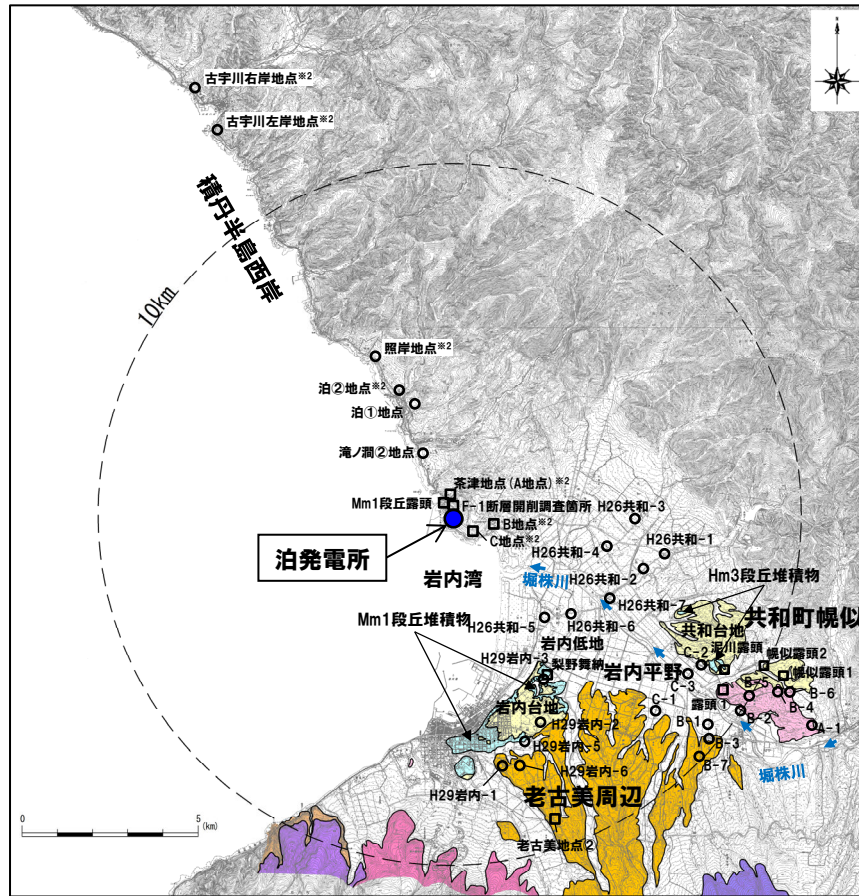 古宇川右岸地点※2
古宇川左岸地点※2
積丹半島西岸
10km
照岸地点※2
泊②地点※2
泊①地点
滝ノ澗②地点
茶津地点(A地点)※2
Mm1段丘露頭
F-1断層開削調査箇所
H26共和-3
B地点※2
C地点※2
H26共和-1
泊発電所
H26共和-4
岩内湾
堀株川
H26共和-2
Hm3段丘堆積物
Mm1段丘堆積物
H26共和-7
共和町幌似
H26共和-5
H26共和-6
共和台地
岩内低地
泥川露頭
H29岩内-3
C-2
幌似露頭2
梨野舞納
岩内平野
幌似露頭1
C-3
B-5
B-6
岩内台地
C-1
露頭①
B-4
H29岩内-2
B-1
B-2
A-1
H29岩内-5
B-3
H29岩内-6
B-7
堀株川
H29岩内-1
老古美周辺
0
5
(km)
老古美地点2